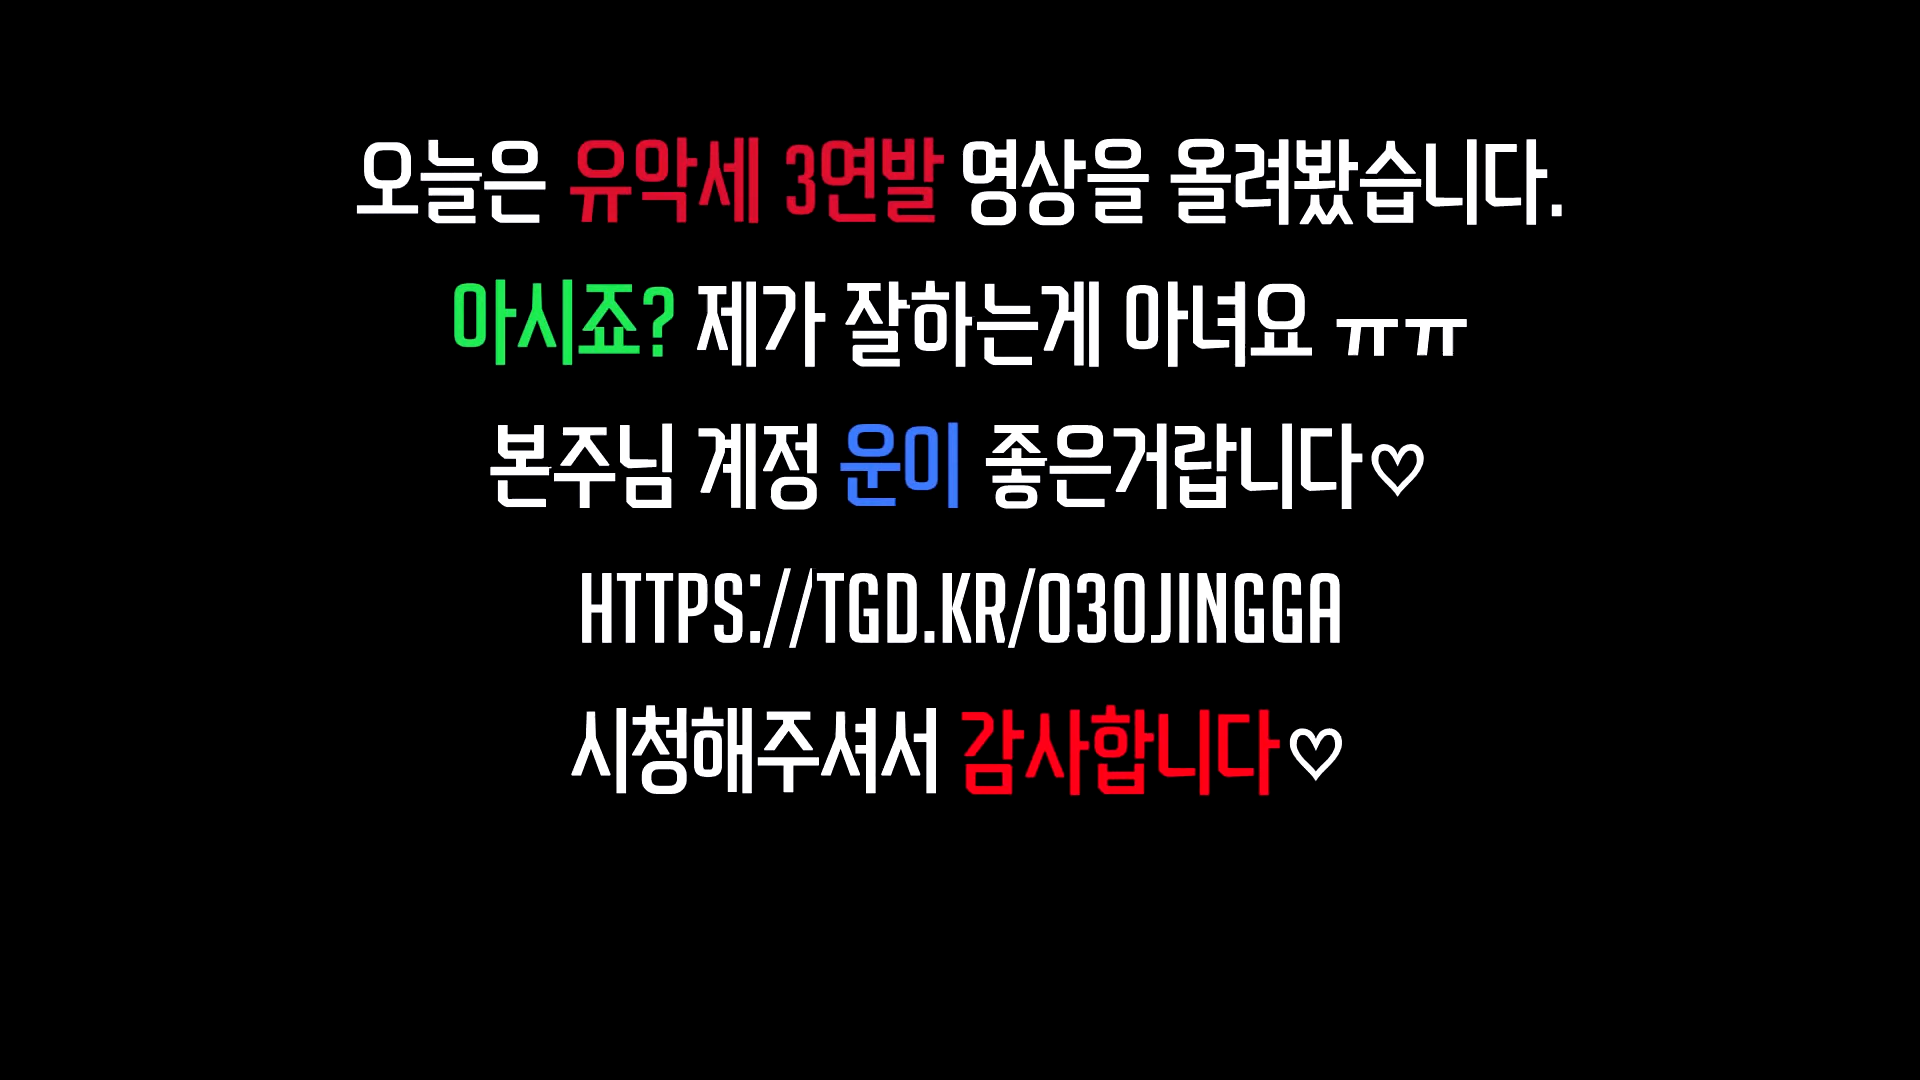 오늘은 유악세 3연발 영상을 올려봤습니다.
아시죠? 제가 잘하는게 아녀요 ㅠㅠ
본주님 계정 운이 좋은거랍니다♡
HTTPS://TGD.KR/030JINGGA
시청해주셔서 감사합니다♡